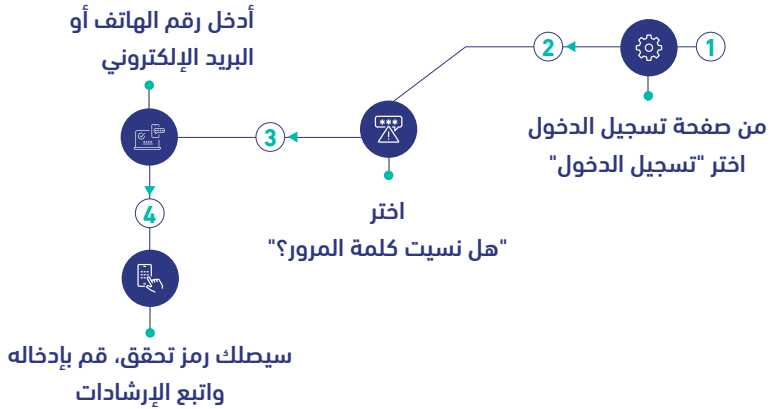 1
من صفحة تسجيل الدخول
اختر "تسجيل الدخول"
2
اختر
"هل نسيت كلمة المرور؟"
3
أدخل رقم الهاتف أو
البريد الإلكتروني
4
سيصلك رمز تحقق، قم بإدخاله
واتبع الإرشادات